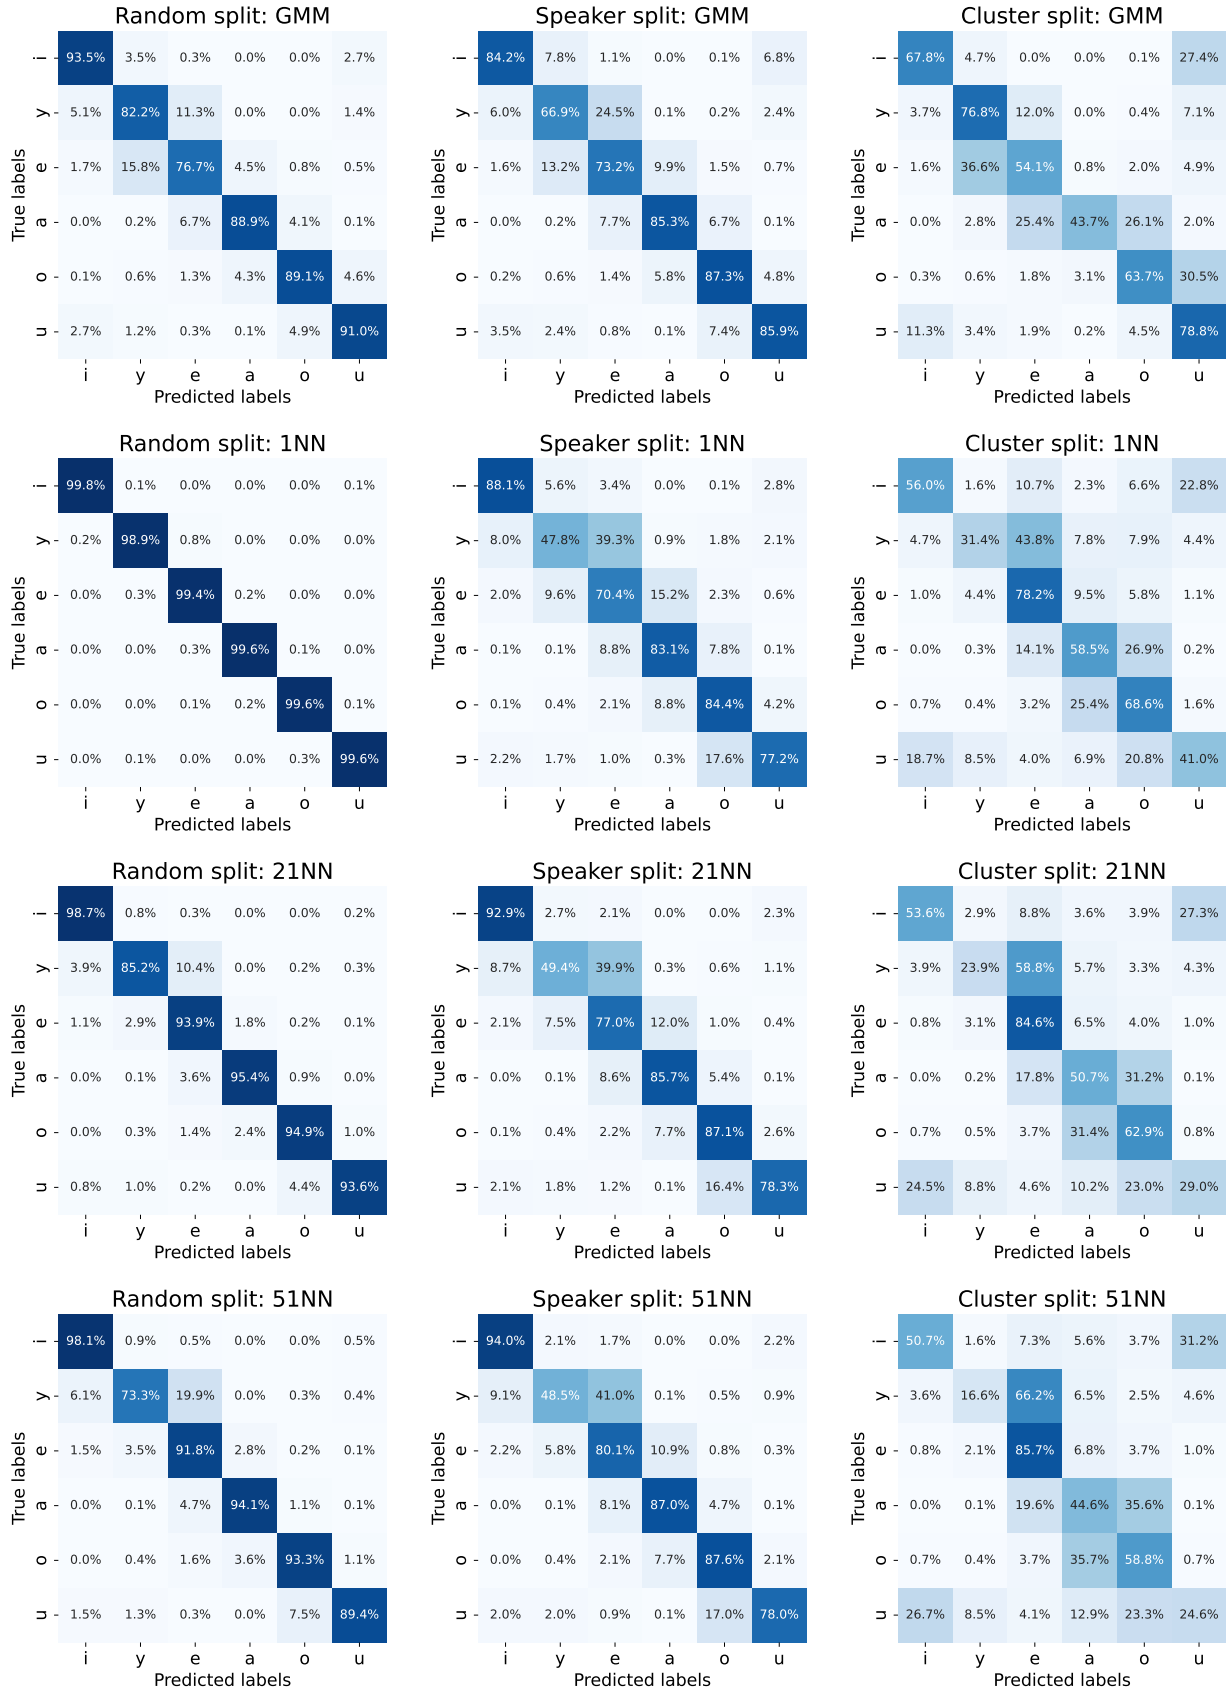 Random split: GMM Speaker split: GMM Cluster split: GMM
i 93.5% 3.5% 0.3% 0.0% 0.0% 2.7% i 84.2% 7.8% 1.1% 0.0% 0.1% 6.8% i 67.8% 4.7% 0.0% 0.0% 0.1% 27.4%
y 5.1% 82.2% 11.3% 0.0% 0.0% 1.4% y 6.0% 66.9% 24.5% 0.1% 0.2% 2.4% y 3.7% 76.8% 12.0% 0.0% 0.4% 7.1%
e 1.7% 15.8% 76.7% 4.5% 0.8% 0.5% e 1.6% 13.2% 73.2% 9.9% 1.5% 0.7% e 1.6% 36.6% 54.1% 0.8% 2.0% 4.9%
True labels True labels True labels
a 0.0% 0.2% 6.7% 88.9% 4.1% 0.1% a 0.0% 0.2% 7.7% 85.3% 6.7% 0.1% a 0.0% 2.8% 25.4% 43.7% 26.1% 2.0%
o 0.1% 0.6% 1.3% 4.3% 89.1% 4.6% o 0.2% 0.6% 1.4% 5.8% 87.3% 4.8% o 0.3% 0.6% 1.8% 3.1% 63.7% 30.5%
u 2.7% 1.2% 0.3% 0.1% 4.9% 91.0% u 3.5% 2.4% 0.8% 0.1% 7.4% 85.9% u 11.3% 3.4% 1.9% 0.2% 4.5% 78.8%
i y e a o u i y e a o u i y e a o u
Predicted labels Predicted labels Predicted labels
Random split: 1NN Speaker split: 1NN Cluster split: 1NN
i 99.8% 0.1% 0.0% 0.0% 0.0% 0.1% i 88.1% 5.6% 3.4% 0.0% 0.1% 2.8% i 56.0% 1.6% 10.7% 2.3% 6.6% 22.8%
y 0.2% 98.9% 0.8% 0.0% 0.0% 0.0% y 8.0% 47.8% 39.3% 0.9% 1.8% 2.1% y 4.7% 31.4% 43.8% 7.8% 7.9% 4.4%
e 0.0% 0.3% 99.4% 0.2% 0.0% 0.0% e 2.0% 9.6% 70.4% 15.2% 2.3% 0.6% e 1.0% 4.4% 78.2% 9.5% 5.8% 1.1%
True labels True labels True labels
a 0.0% 0.0% 0.3% 99.6% 0.1% 0.0% a 0.1% 0.1% 8.8% 83.1% 7.8% 0.1% a 0.0% 0.3% 14.1% 58.5% 26.9% 0.2%
o 0.0% 0.0% 0.1% 0.2% 99.6% 0.1% o 0.1% 0.4% 2.1% 8.8% 84.4% 4.2% o 0.7% 0.4% 3.2% 25.4% 68.6% 1.6%
u 0.0% 0.1% 0.0% 0.0% 0.3% 99.6% u 2.2% 1.7% 1.0% 0.3% 17.6% 77.2% u 18.7% 8.5% 4.0% 6.9% 20.8% 41.0%
i y e a o u i y e a o u i y e a o u
Predicted labels Predicted labels Predicted labels
Random split: 21NN Speaker split: 21NN Cluster split: 21NN
i 98.7% 0.8% 0.3% 0.0% 0.0% 0.2% i 92.9% 2.7% 2.1% 0.0% 0.0% 2.3% i 53.6% 2.9% 8.8% 3.6% 3.9% 27.3%
y 3.9% 85.2% 10.4% 0.0% 0.2% 0.3% y 8.7% 49.4% 39.9% 0.3% 0.6% 1.1% y 3.9% 23.9% 58.8% 5.7% 3.3% 4.3%
e 1.1% 2.9% 93.9% 1.8% 0.2% 0.1% e 2.1% 7.5% 77.0% 12.0% 1.0% 0.4% e 0.8% 3.1% 84.6% 6.5% 4.0% 1.0%
True labels True labels True labels
a 0.0% 0.1% 3.6% 95.4% 0.9% 0.0% a 0.0% 0.1% 8.6% 85.7% 5.4% 0.1% a 0.0% 0.2% 17.8% 50.7% 31.2% 0.1%
o 0.0% 0.3% 1.4% 2.4% 94.9% 1.0% o 0.1% 0.4% 2.2% 7.7% 87.1% 2.6% o 0.7% 0.5% 3.7% 31.4% 62.9% 0.8%
u 0.8% 1.0% 0.2% 0.0% 4.4% 93.6% u 2.1% 1.8% 1.2% 0.1% 16.4% 78.3% u 24.5% 8.8% 4.6% 10.2% 23.0% 29.0%
i y e a o u i y e a o u i y e a o u
Predicted labels Predicted labels Predicted labels
Random split: 51NN Speaker split: 51NN Cluster split: 51NN
i 98.1% 0.9% 0.5% 0.0% 0.0% 0.5% i 94.0% 2.1% 1.7% 0.0% 0.0% 2.2% i 50.7% 1.6% 7.3% 5.6% 3.7% 31.2%
y 6.1% 73.3% 19.9% 0.0% 0.3% 0.4% y 9.1% 48.5% 41.0% 0.1% 0.5% 0.9% y 3.6% 16.6% 66.2% 6.5% 2.5% 4.6%
e 1.5% 3.5% 91.8% 2.8% 0.2% 0.1% e 2.2% 5.8% 80.1% 10.9% 0.8% 0.3% e 0.8% 2.1% 85.7% 6.8% 3.7% 1.0%
True labels True labels True labels
a 0.0% 0.1% 4.7% 94.1% 1.1% 0.1% a 0.0% 0.1% 8.1% 87.0% 4.7% 0.1% a 0.0% 0.1% 19.6% 44.6% 35.6% 0.1%
o 0.0% 0.4% 1.6% 3.6% 93.3% 1.1% o 0.0% 0.4% 2.1% 7.7% 87.6% 2.1% o 0.7% 0.4% 3.7% 35.7% 58.8% 0.7%
u 1.5% 1.3% 0.3% 0.0% 7.5% 89.4% u 2.0% 2.0% 0.9% 0.1% 17.0% 78.0% u 26.7% 8.5% 4.1% 12.9% 23.3% 24.6%
i y e a o u i y e a o u i y e a o u
Predicted labels Predicted labels Predicted labels